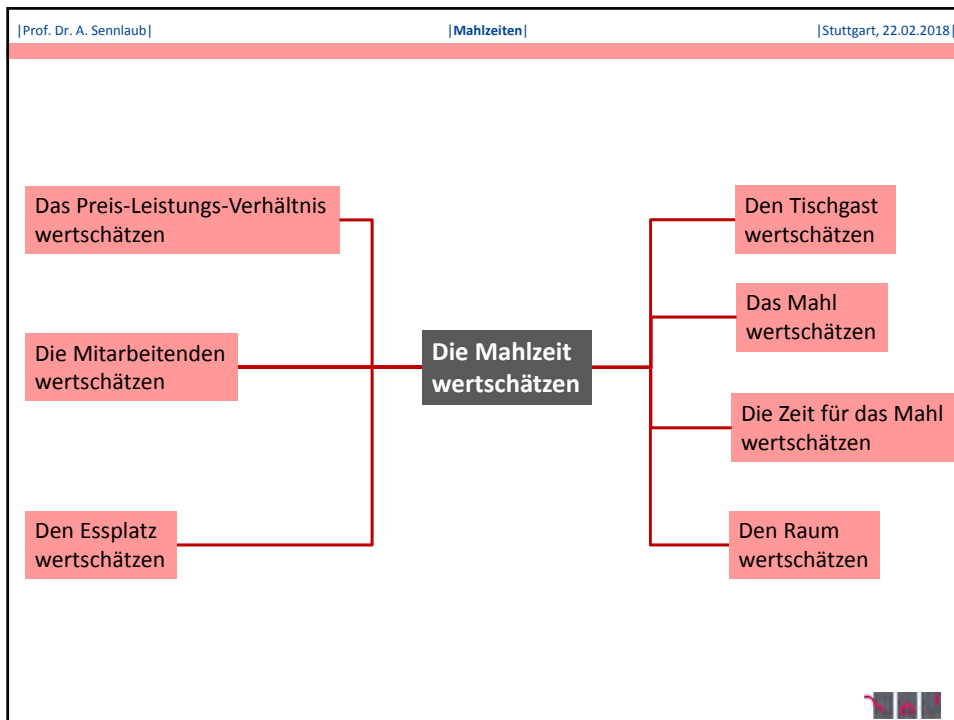 |Prof. Dr. A. Sennlaub|
|Mahlzeiten|
|Stuttgart, 22.02.2018|
Das Preis-Leistungs-Verhältnis
wertschätzen
Die Mitarbeitenden
wertschätzen
Den Essplatz
wertschätzen
Die Mahlzeit
wertschätzen
Den Tischgast
wertschätzen
Das Mahl
wertschätzen
Die Zeit für das Mahl
wertschätzen
Den Raum
wertschätzen